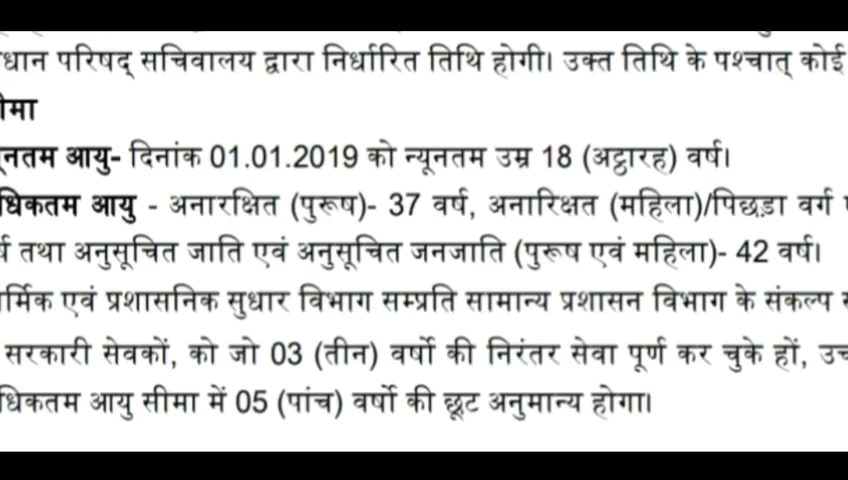 धान परिषद् सचिवालय द्वारा निर्धारित तिथि होगी। उक्त तिथि के पश्चात् कोई
ीमा
नतम आयु- दिनांक 01.01.2019 को न्यूनतम उम्र 18 (अट्ठारह) वर्ष।
धिकतम आयु - अनारक्षित (पुरूष)- 37 वर्ष, अनारिक्षत (महिला)/पिछड़ा वर्ग
तथा अनुसूचित जाति एवं अनुसूचित जनजाति (पुरूष एवं महिला)- 42 वर्ष।
र्मिक एवं प्रशासनिक सुधार विभाग सम्प्रति सामान्य प्रशासन विभाग के संकल्प
सरकारी सेवकों, को जो 03 (तीन) वर्षो की निरंतर सेवा पूर्ण कर चुके हों,
धिकतम आयु सीमा में 05 (पांच) वर्षो की छूट अनुमान्य होगा।